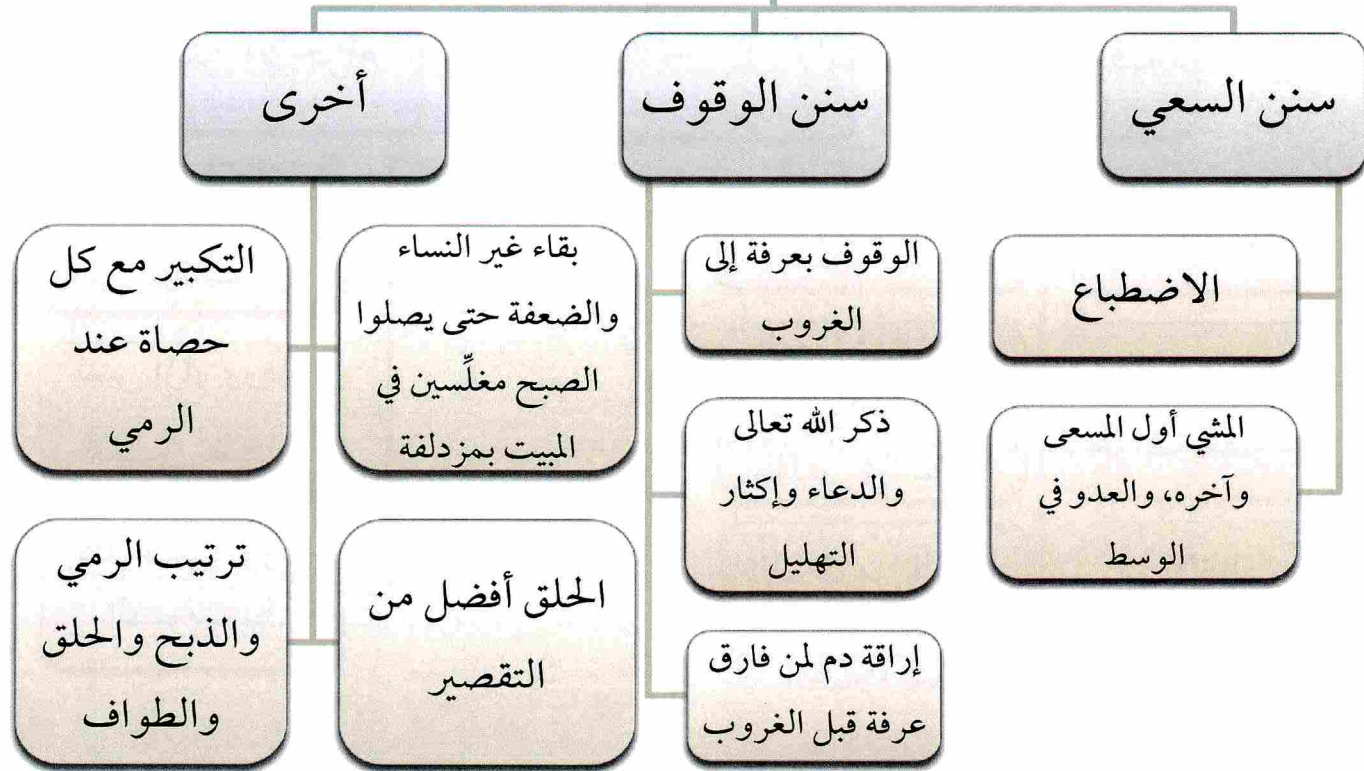 سنن السعي
الاضطباع
المشي أول المسعى
وآخره، والعدو في
الوسط
سنن الوقوف
الوقوف بعرفة إلى
الغروب
ذكر الله تعالى
والدعاء وإكثار
التهليل
إراقة دم لمن فارق
عرفة قبل الغروب
أخرى
بقاء غير النساء
والضعفة حتى يصلوا
الصبح مغلِّسين في
المبيت بمزدلفة
التكبير مع كل
حصاة عند
الرمي
الحلق أفضل من
التقصير
ترتيب الرمي
والذبح والحلق
والطواف